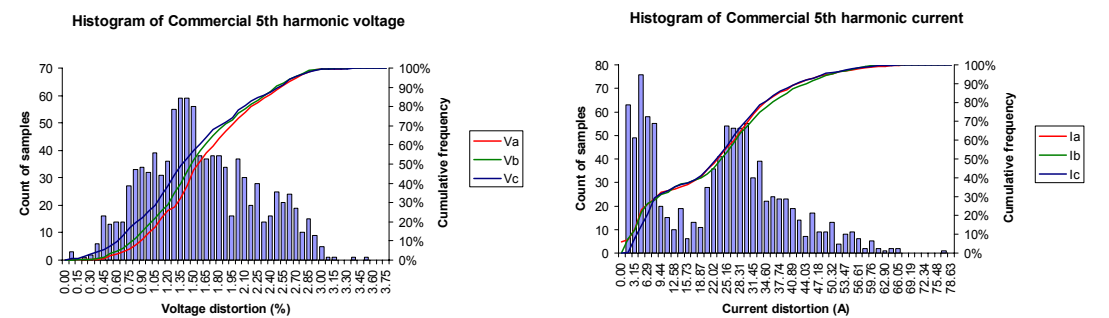 Histogram of Commercial 5th harmonic voltage
Count of samples
70
60
50
40
30
20
10
0
100%
90%
80%
70%
60%
50%
40%
30%
20%
10%
0%
Cumulative frequency
0.00 0.15 0.30 0.45 0.60 0.75 0.90 1.05 1.20 1.35 1.50 1.65 1.80 1.95 2.10 2.25 2.40 2.55 2.70 2.85 3.00 3.15 3.30 3.45 3.60 3.75
Voltage distortion (%)
Va
Vb
Vc
Histogram of Commercial 5th harmonic current
Count of samples
80
70
60
50
40
30
20
10
0
100%
90%
80%
70%
60%
50%
40%
30%
20%
10%
0%
Cumulative frequency
0.00 3.15 6.29 9.44 12.58 15.73 18.87 22.02 25.16 28.31 31.45 34.60 37.74 40.89 44.03 47.18 50.32 53.47 56.61 59.76 62.90 66.05 69.19 72.34 75.48 78.63
Current distortion (A)
Ia
Ib
Ic